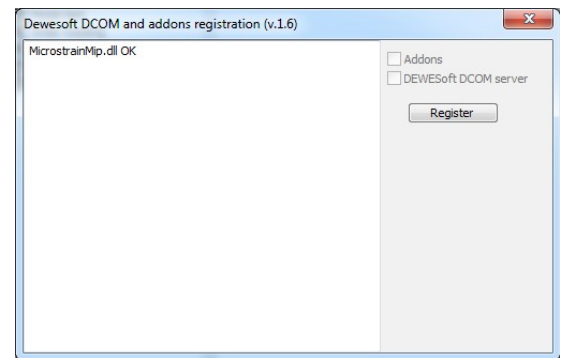 Dewesoft DCOM and addons registration (v.1.6)
MicrostrainMip.dll OK
Addons
DEWESoft DCOM server
Register